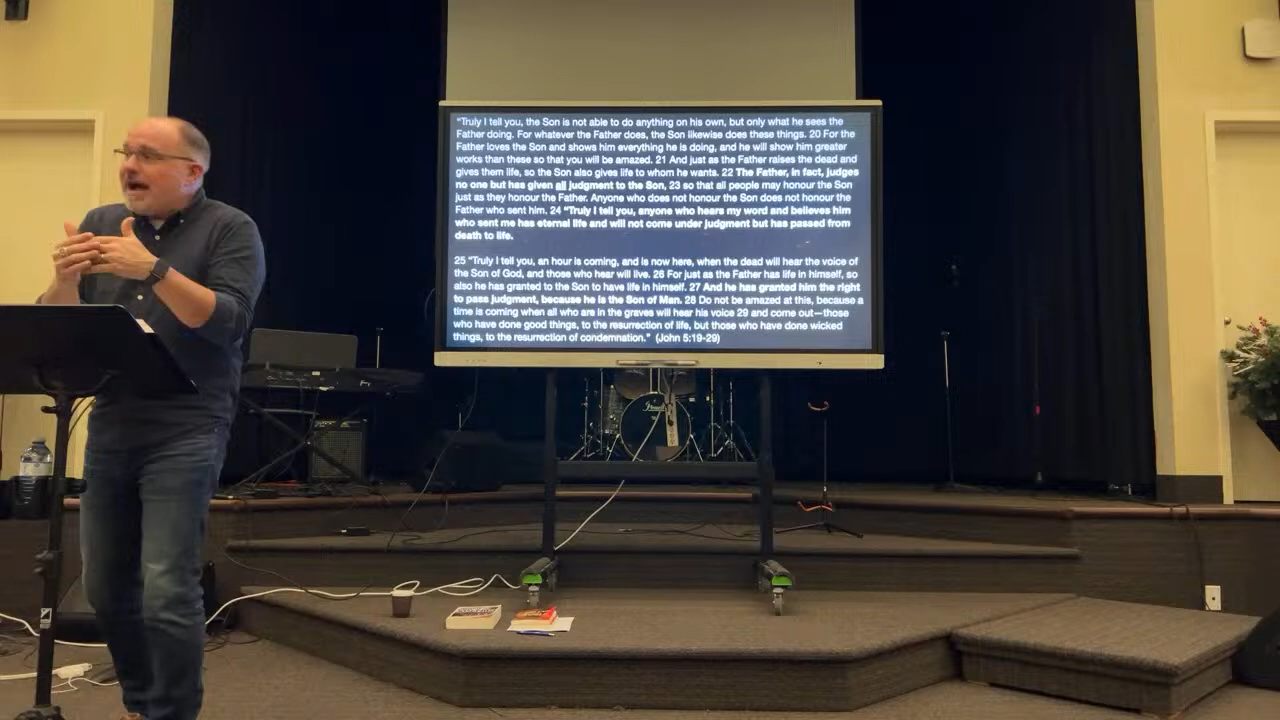 “Truly I tell you, the Son is not able to do anything on his own, but only what he sees the
Father doing. For whatever the Father does, the Son likewise does these things. 20 For the
Father loves the Son and shows him everything he is doing, and he will show him greater
works than these so that you will be amazed. 21 And just as the Father raises the dead and
gives them life, so the Son also gives life to whom he wants. 22 The Father, in fact, judges
no one but has given all judgment to the Son, 23 so that all people may honour the Son
just as they honour the Father. Anyone who does not honour the Son does not honour the
Father who sent him. 24 “Truly I tell you, anyone who hears my word and believes him
who sent me has eternal life and will not come under judgment but has passed from
death to life.
25 “Truly I tell you, an hour is coming, and is now here, when the dead will hear the voice of
the Son of God, and those who hear will live. 26 For just as the Father has life in himself, so
also he has granted to the Son to have life in himself. 27 And he has granted him the right
to pass judgment, because he is the Son of Man. 28 Do not be amazed at this, because a
time is coming when all who are in the graves will hear his voice 29 and come out—those
who have done good things, to the resurrection of life, but those who have done wicked
things, to the resurrection of condemnation.” (John 5:19-29)